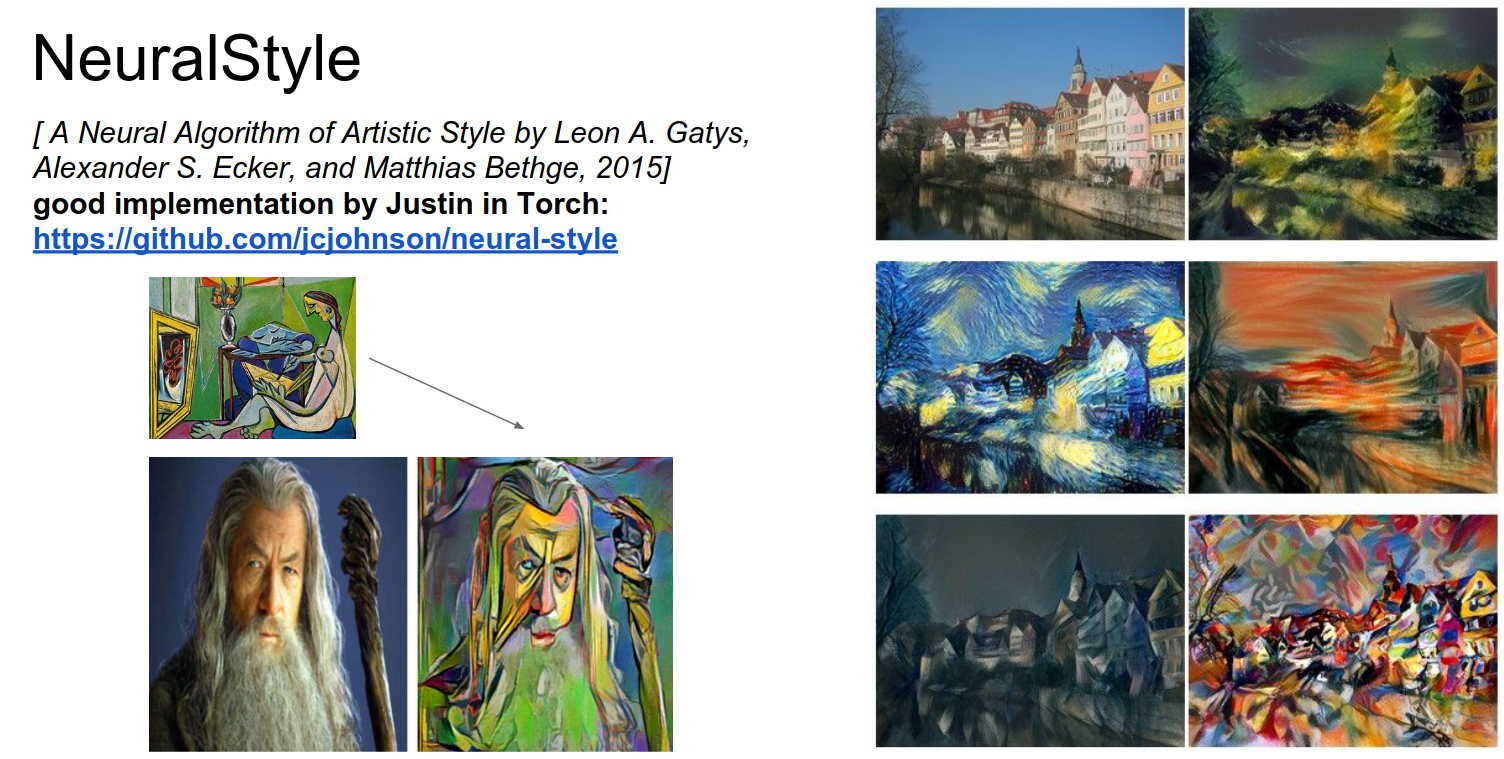 NeuralStyle
[ A Neural Algorithm of Artistic Style by Leon A. Gatys,
Alexander S. Ecker, and Matthias Bethge, 2015]
good implementation by Justin in Torch:
https://github.com/jcjohnson/neural-style